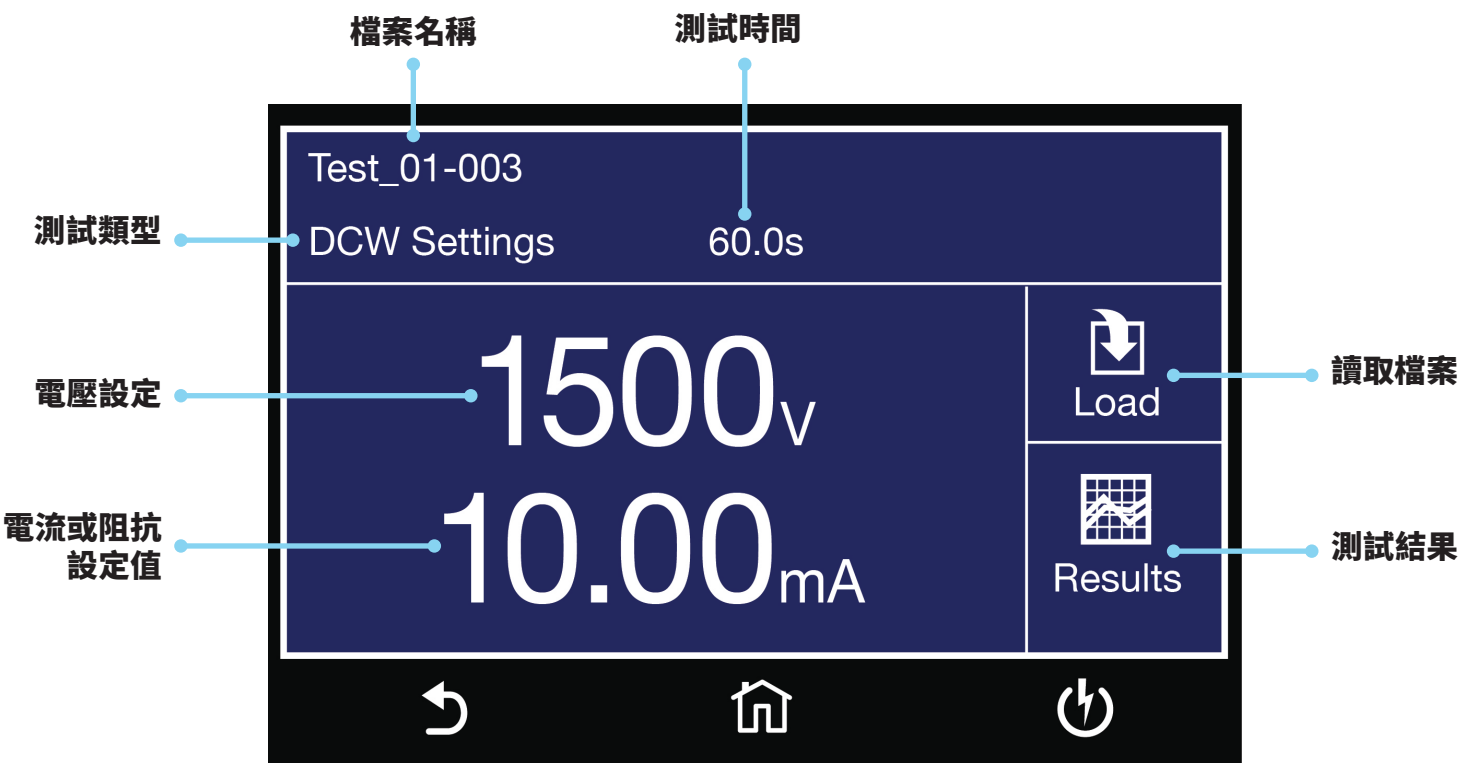 檔案名稱
測試時間
Test_01-003
測試類型
DCW Settings 60.0s
電壓設定
1500V
Load
讀取檔案
電流或阻抗
設定值
10.00mA
Results
測試結果